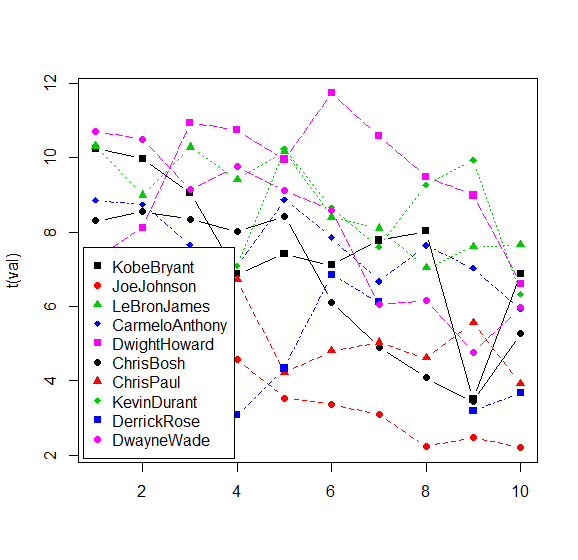 12
10
8
6
4
2
t(val)
KobeBryant
JoeJohnson
LeBronJames
CarmeloAnthony
DwightHoward
ChrisBosh
ChrisPaul
KevinDurant
DerrickRose
DwayneWade
2 4 6 8 10